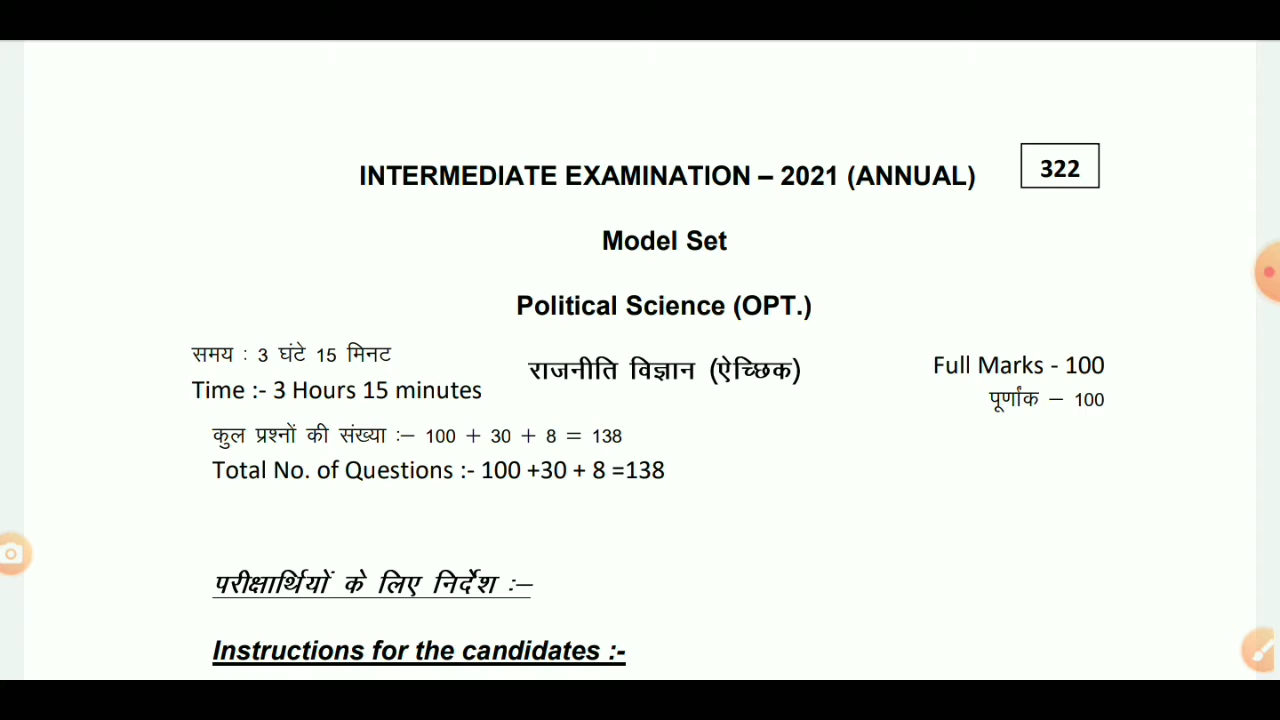 INTERMEDIATE EXAMINATION – 2021 (ANNUAL)
322
Model Set
Political Science (OPT.)
समय : 3 घंटे 15 मिनट
राजनीति विज्ञान (ऐच्छिक)
Full Marks - 100
Time :- 3 Hours 15 minutes
पूर्णांक – 100
कुल प्रश्नों की संख्या :– 100 + 30 + 8 = 138
Total No. of Questions :- 100 +30 + 8 =138
परीक्षार्थियों के लिए निर्देश :–
Instructions for the candidates :-